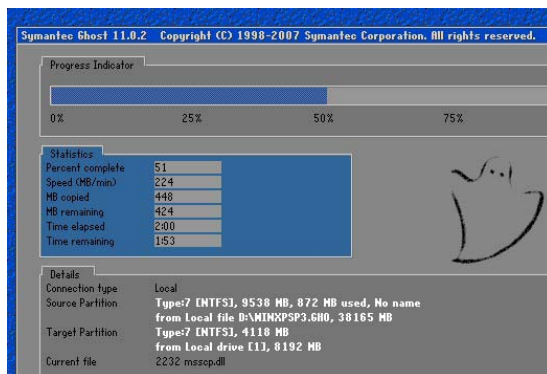 Symantec Ghost 11.0.2 Copyright (C) 1998-2007 Symantec Corporation. All rights reserved.
Progress Indicator
0% 25% 50% 75%
Statistics
Percent complete 51
Speed (MB/min) 224
MB copied 448
MB remaining 424
Time elapsed 2:00
Time remaining 1:53
Details
Connection type Local
Source Partition Type:7 [NTFS], 9538 MB, 872 MB used, No name
from Local file D:\WINXPSP3.GHO, 38165 MB
Target Partition Type:7 [NTFS], 4118 MB
from Local drive [1], 8192 MB
Current file 2232 msscp.dll